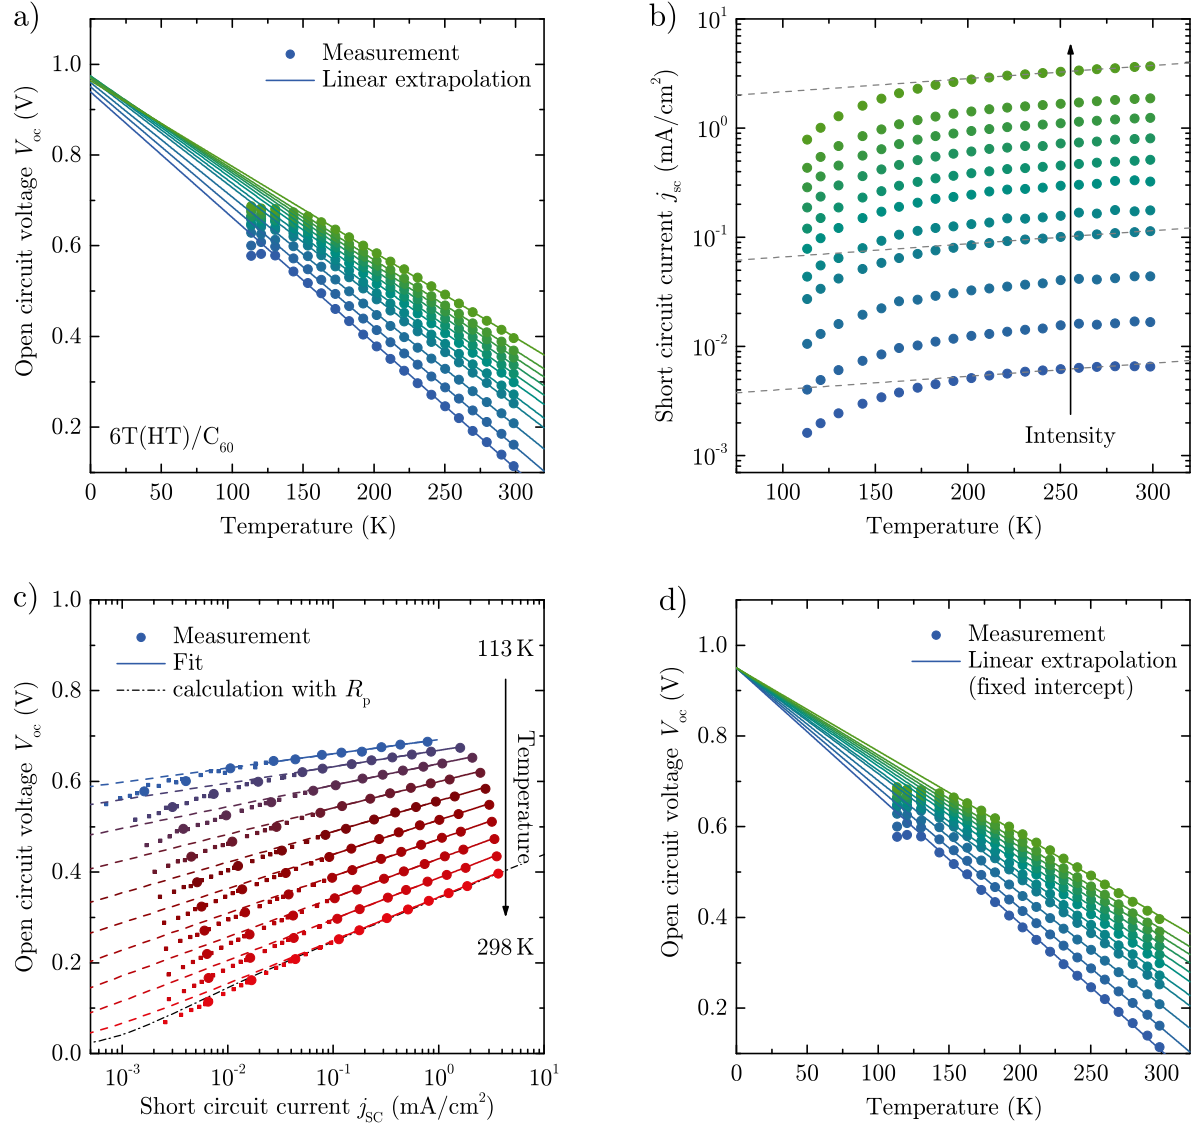 a)
Measurement
Linear extrapolation
1.0
0.8
0.6
0.4
0.2
Open circuit voltage Voc (V)
6T(HT)/C60
0 50 100 150 200 250 300
Temperature (K)
b)
10^1
10^0
10^-1
10^-2
10^-3
Short circuit current jsc (mA/cm^2)
Intensity
100 150 200 250 300
Temperature (K)
c)
Measurement
Fit
calculation with Rp
113 K
Temperature
298 K
1.0
0.8
0.6
0.4
0.2
0.0
Open circuit voltage Voc (V)
10^-3 10^-2 10^-1 10^0 10^1
Short circuit current jSC (mA/cm^2)
d)
Measurement
Linear extrapolation
(fixed intercept)
1.0
0.8
0.6
0.4
0.2
Open circuit voltage Voc (V)
0 50 100 150 200 250 300
Temperature (K)